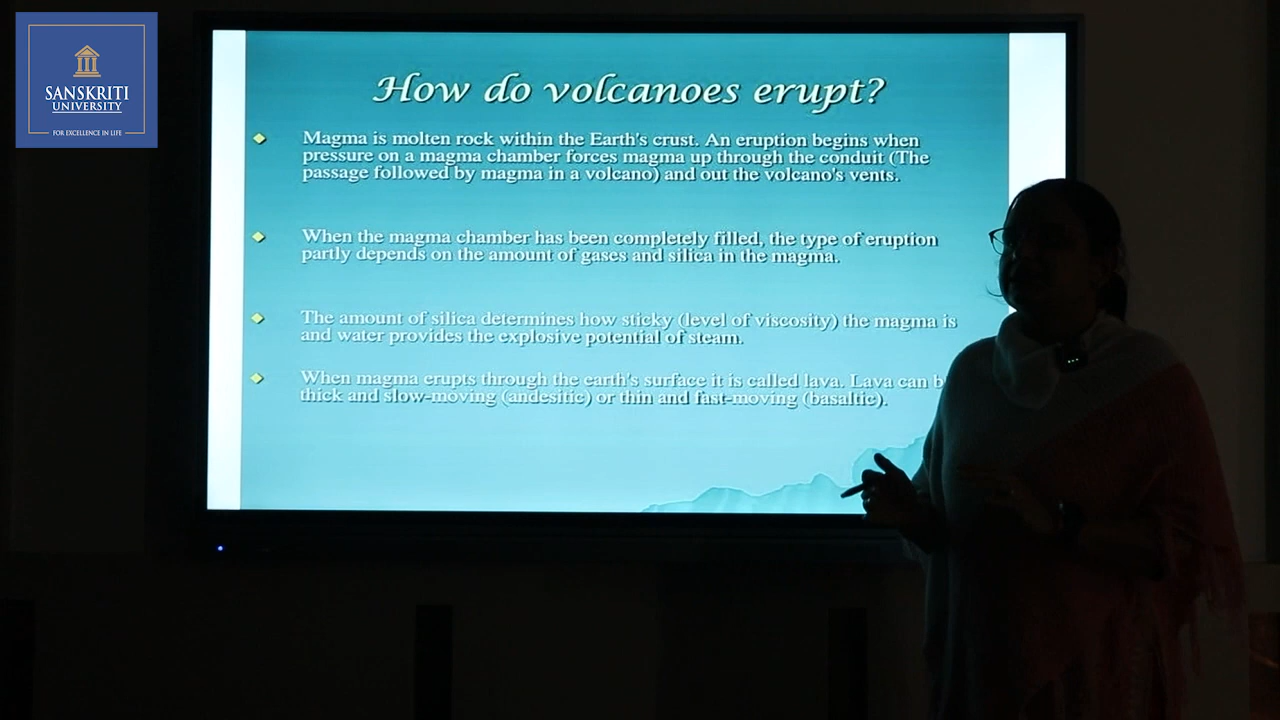 SANSKRITI
UNIVERSITY
FOR EXCELLENCE IN LIFE
How do volcanoes erupt?
Magma is molten rock within the Earth's crust. An eruption begins when
pressure on a magma chamber forces magma up through the conduit (The
passage followed by magma in a volcano) and out the volcano's vents.
When the magma chamber has been completely filled, the type of eruption
partly depends on the amount of gases and silica in the magma.
The amount of silica determines how sticky (level of viscosity) the magma is
and water provides the explosive potential of steam.
When magma erupts through the earth's surface it is called lava. Lava can
thick and slow-moving (andesitic) or thin and fast-moving (basaltic).